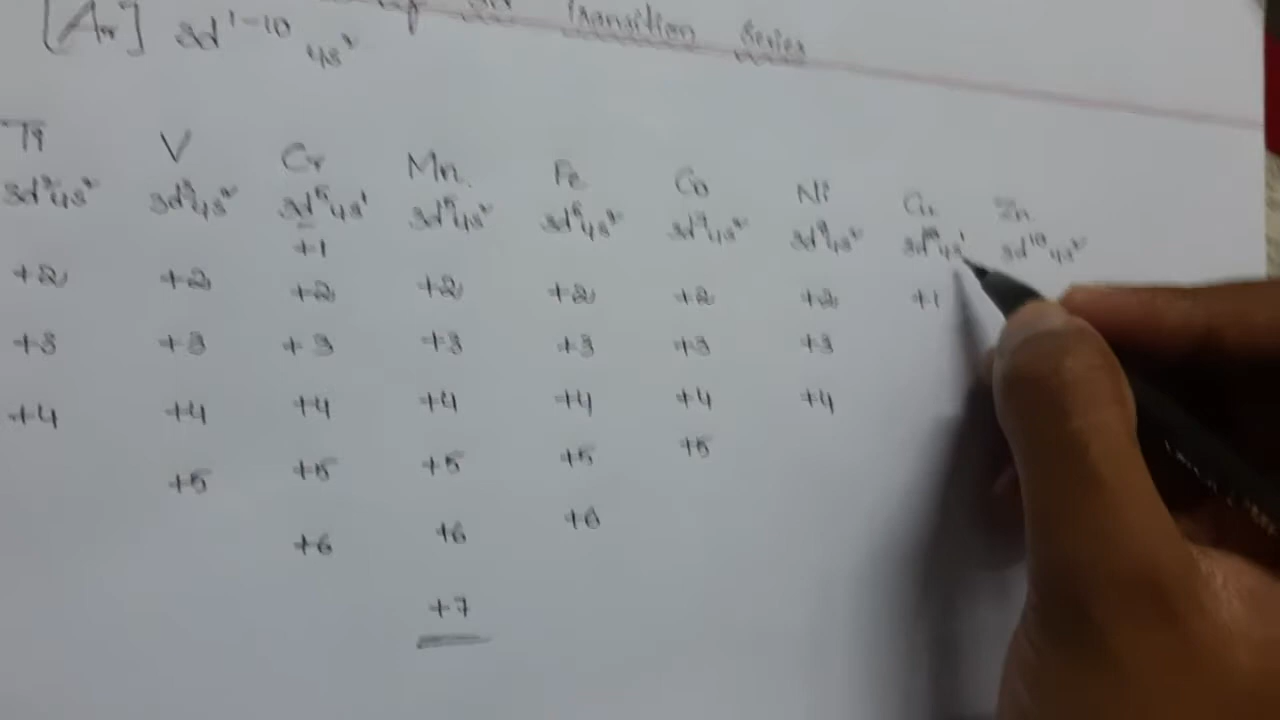 [Ar] 3d¹⁻¹⁰ 4s² of Transition Series
Ti V Cr Mn. Fe Co Ni Cu Zn
3d²4s² 3d³4s² 3d⁵4s¹ 3d⁵4s² 3d⁶4s² 3d⁷4s² 3d⁸4s² 3d¹⁰4s¹ 3d¹⁰4s²
+1
+2 +2 +2 +2 +2 +2 +2 +1
+3 +3 +3 +3 +3 +3 +3
+4 +4 +4 +4 +4 +4 +4
+5 +5 +5 +5 +5
+6 +6 +6
+7